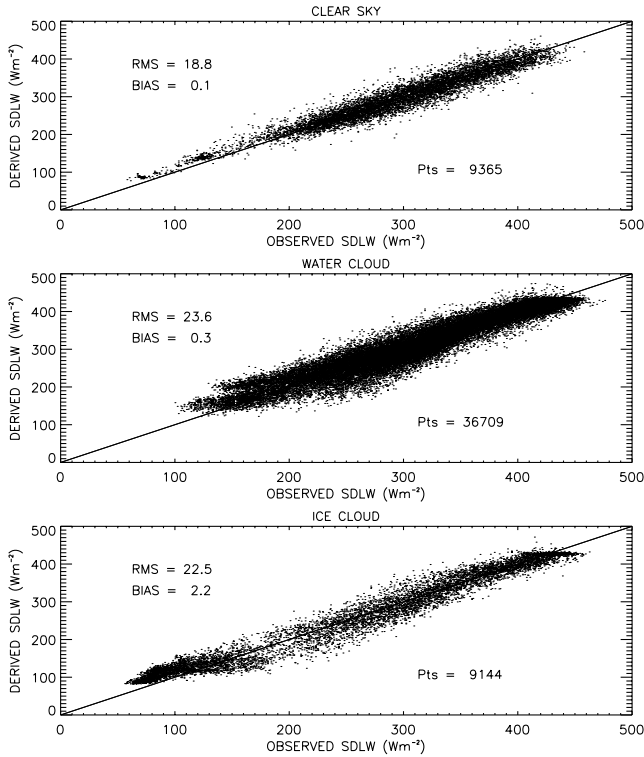 CLEAR SKY
500
400
300
200
100
0
DERIVED SDLW (Wm⁻²)
RMS = 18.8
BIAS = 0.1
Pts = 9365
0 100 200 300 400 500
OBSERVED SDLW (Wm⁻²)
WATER CLOUD
500
400
300
200
100
0
DERIVED SDLW (Wm⁻²)
RMS = 23.6
BIAS = 0.3
Pts = 36709
0 100 200 300 400 500
OBSERVED SDLW (Wm⁻²)
ICE CLOUD
500
400
300
200
100
0
DERIVED SDLW (Wm⁻²)
RMS = 22.5
BIAS = 2.2
Pts = 9144
0 100 200 300 400 500
OBSERVED SDLW (Wm⁻²)